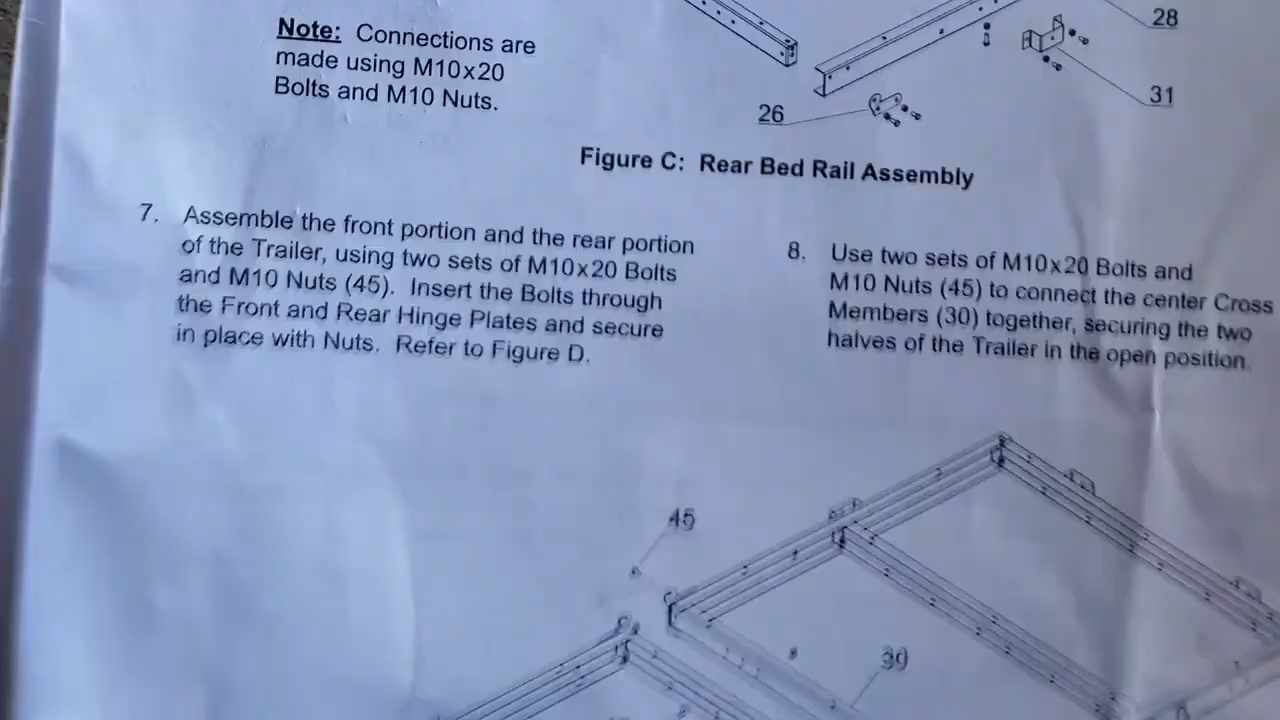 Note: Connections are
made using M10x20
Bolts and M10 Nuts.
28
31
26
Figure C: Rear Bed Rail Assembly
7. Assemble the front portion and the rear portion
of the Trailer, using two sets of M10x20 Bolts
and M10 Nuts (45). Insert the Bolts through
the Front and Rear Hinge Plates and secure
in place with Nuts. Refer to Figure D.
8. Use two sets of M10x20 Bolts and
M10 Nuts (45) to connect the center Cross
Members (30) together, securing the two
halves of the Trailer in the open position.
45
30